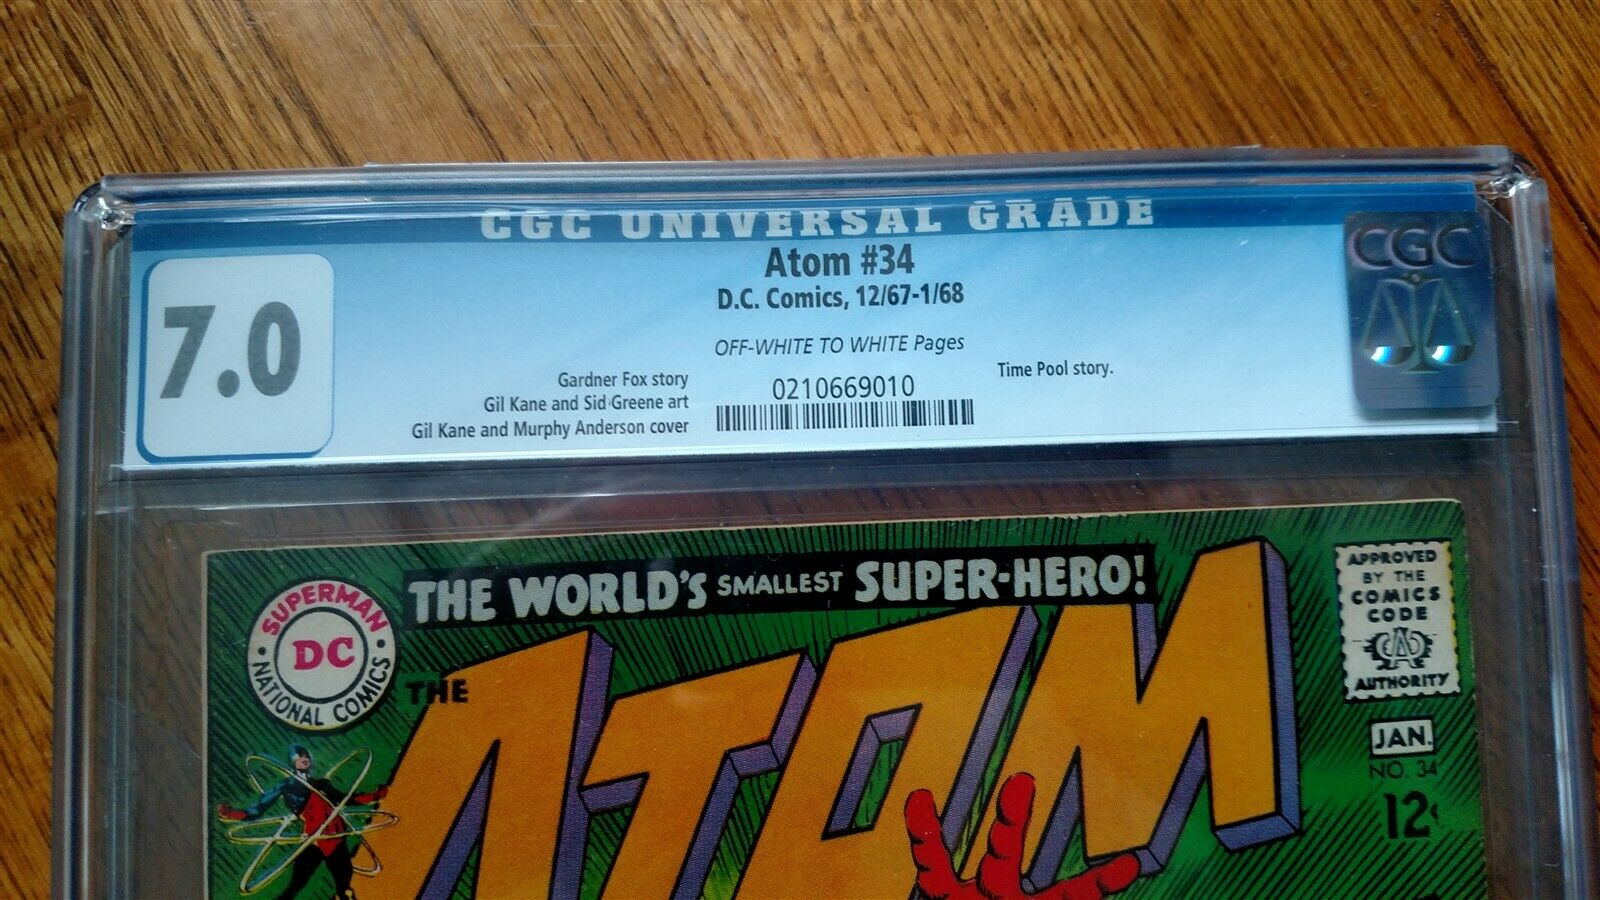 CGC UNIVERSAL GRADE
7.0
Atom #34
D.C. Comics, 12/67-1/68
OFF-WHITE TO WHITE Pages
Gardner Fox story
Gil Kane and Sid Greene art
Gil Kane and Murphy Anderson cover
0210669010
Time Pool story.
CGC
THE WORLD'S SMALLEST SUPER-HERO!
SUPERMAN
DC
NATIONAL COMICS
THE
ATOM
APPROVED
BY THE
COMICS
CODE
AUTHORITY
JAN.
NO. 34
12¢